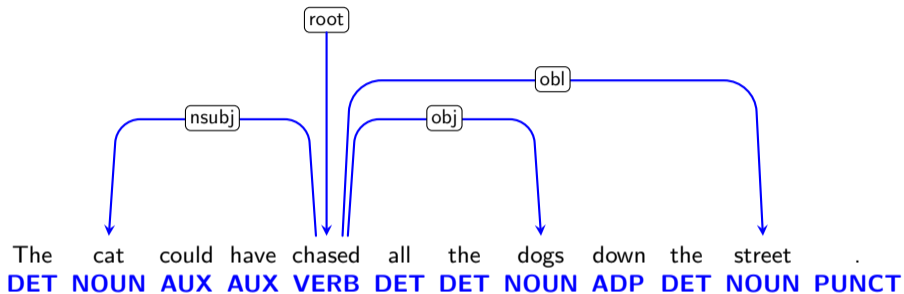 root
obl
nsubj obj
The cat could have chased all the dogs down the street .
DET NOUN AUX AUX VERB DET DET NOUN ADP DET NOUN PUNCT